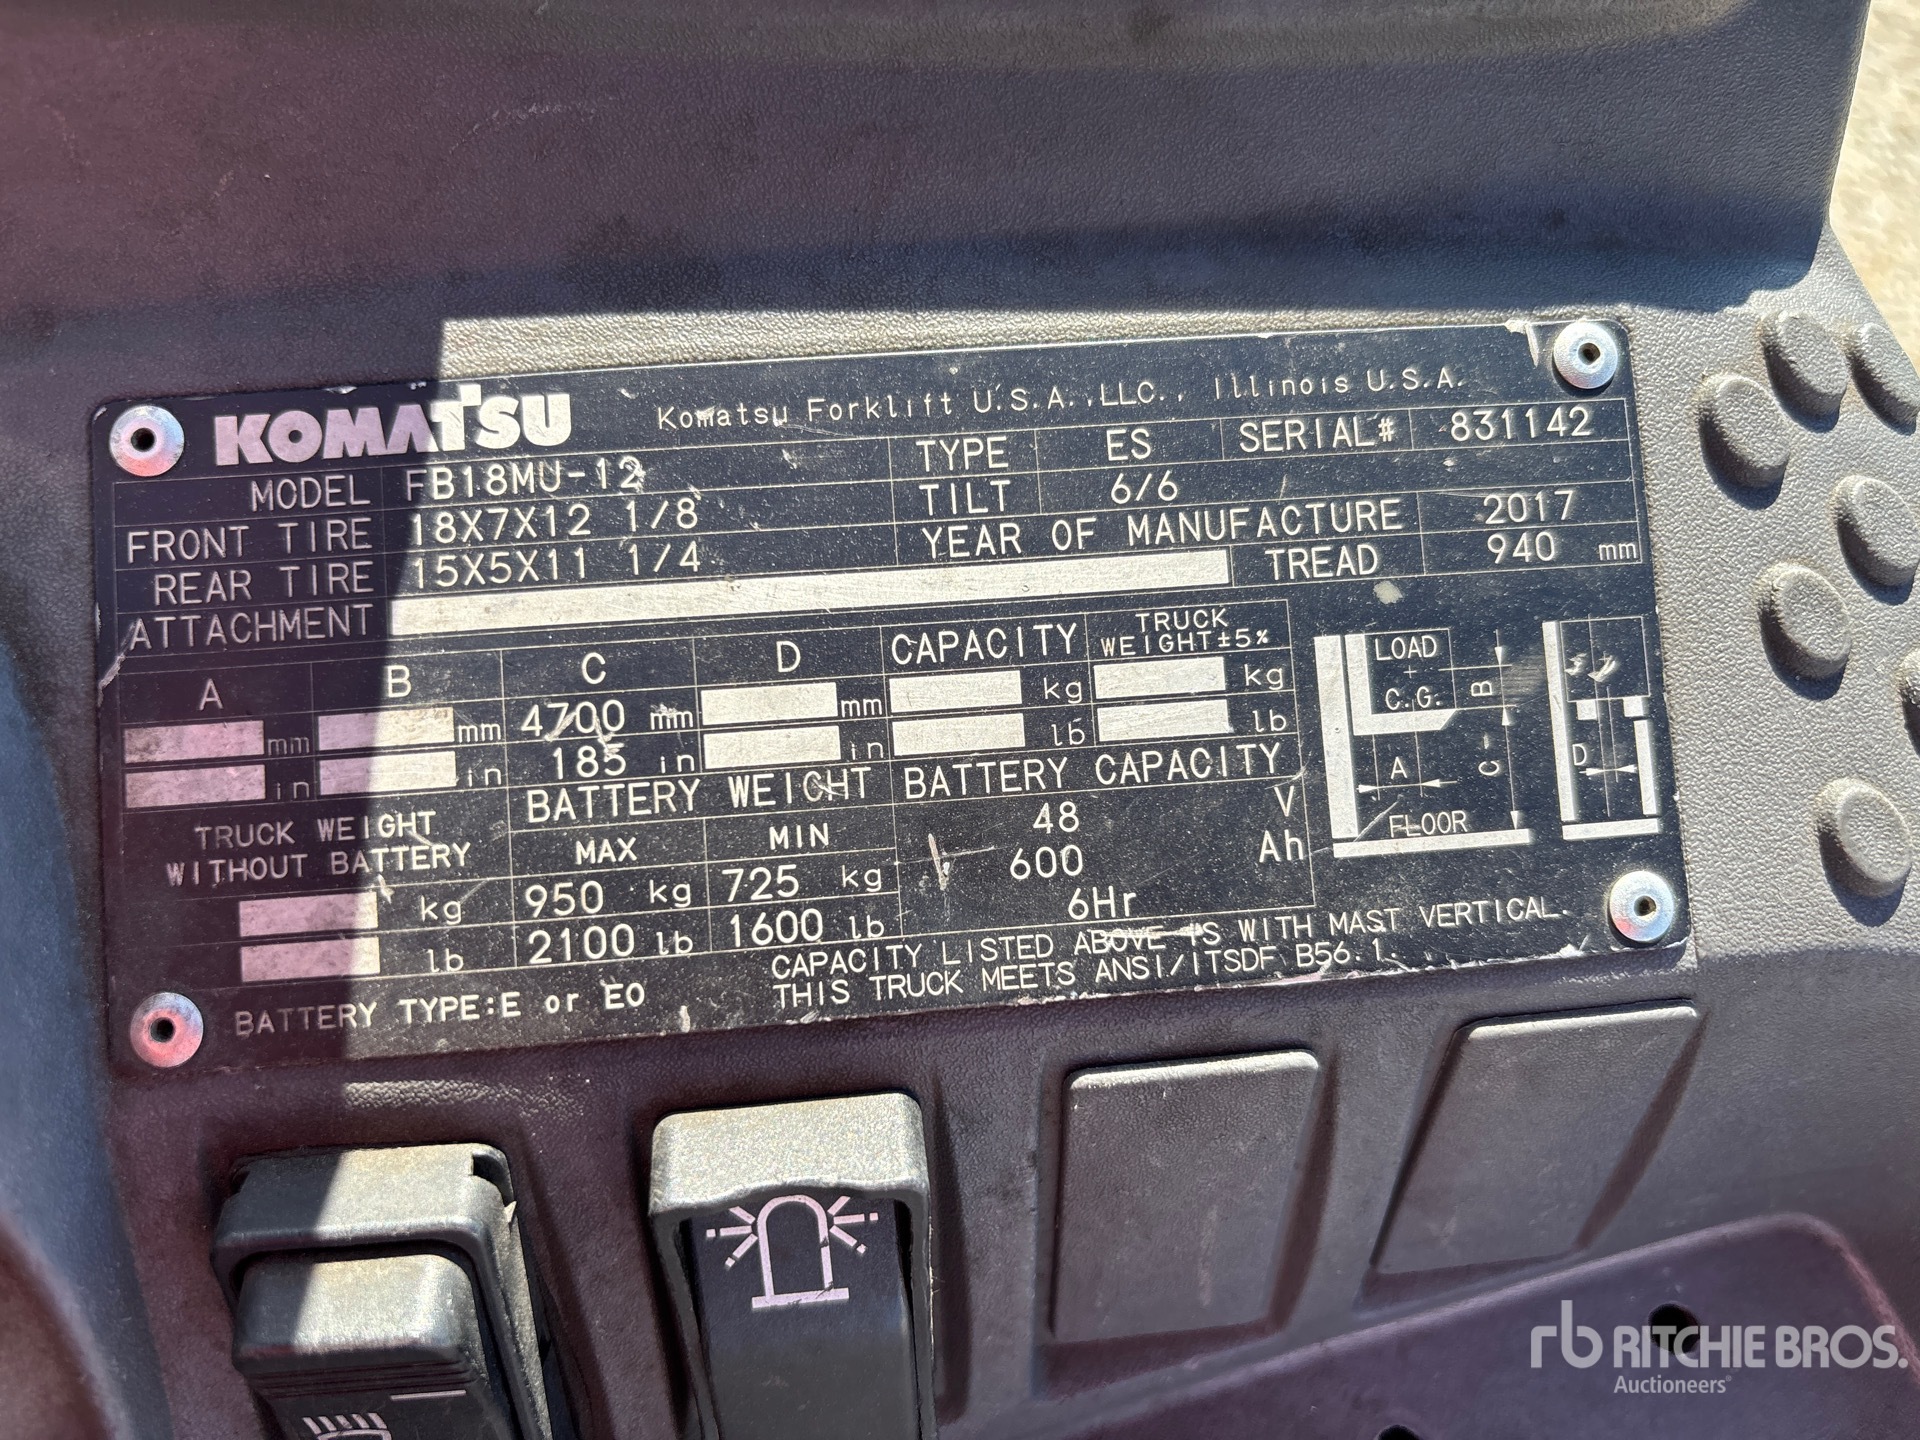 KOMATSU Komatsu Forklift U.S.A.,LLC., Illinois U.S.A.
MODEL FB18MU-12 TYPE ES SERIAL# 831142
FRONT TIRE 18X7X12 1/8 TILT 6/6
REAR TIRE 15X5X11 1/4 YEAR OF MANUFACTURE 2017
ATTACHMENT TREAD 940 mm
A B C D CAPACITY TRUCK WEIGHT±5%
mm mm 4700 mm mm kg kg
in in 185 in in lb lb
TRUCK WEIGHT WITHOUT BATTERY
kg
lb
BATTERY WEIGHT
MAX MIN
950 kg 725 kg
2100 lb 1600 lb
BATTERY CAPACITY
48 V
600 Ah
6Hr
LOAD
+
C.G.
B
C
A
FLOOR
D
BATTERY TYPE:E or EO
CAPACITY LISTED ABOVE IS WITH MAST VERTICAL.
THIS TRUCK MEETS ANSI/ITSDF B56.1.
rb RITCHIE BROS.
Auctioneers